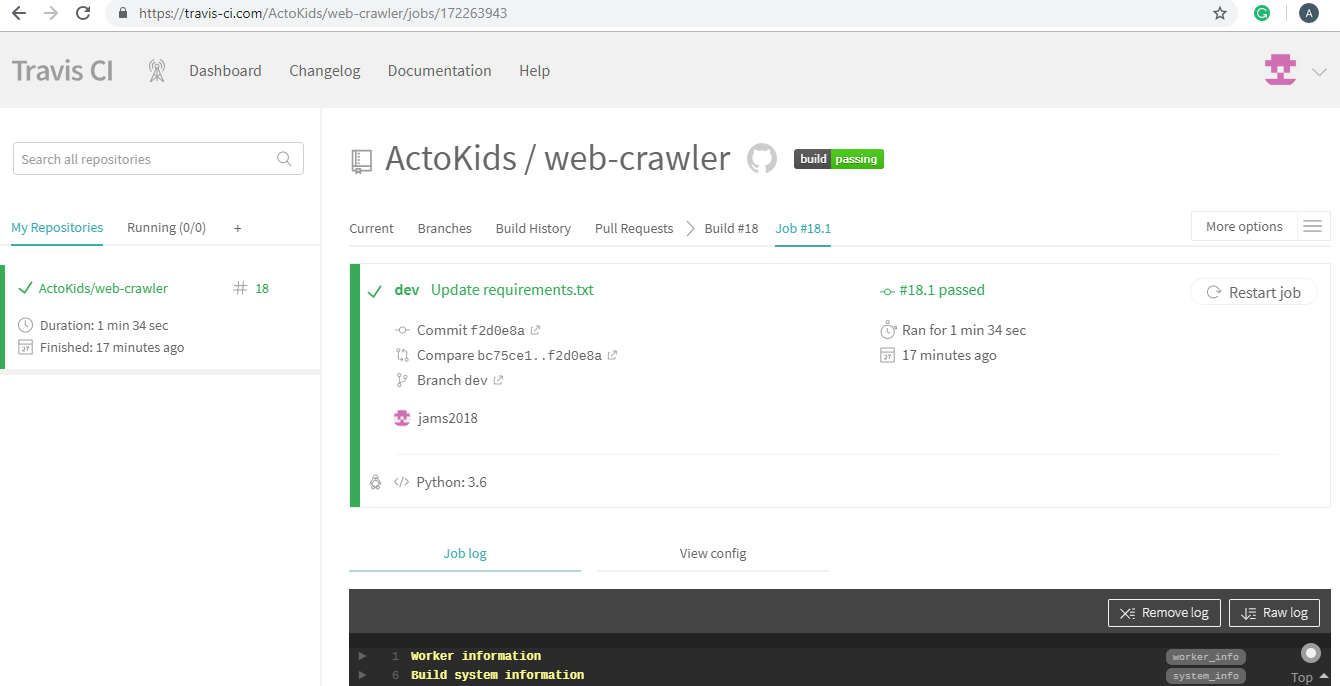 https://travis-ci.com/ActoKids/web-crawler/jobs/172263943
A
Travis CI Dashboard Changelog Documentation Help
Search all repositories
My Repositories Running (0/0) +
ActoKids/web-crawler # 18
Duration: 1 min 34 sec
Finished: 17 minutes ago
ActoKids / web-crawler build passing
Current Branches Build History Pull Requests Build #18 Job #18.1
More options
dev Update requirements.txt
#18.1 passed
Restart job
Commit f2d0e8a
Ran for 1 min 34 sec
Compare bc75ce1..f2d0e8a
17 minutes ago
Branch dev
jams2018
</> Python: 3.6
Job log View config
Remove log Raw log
1 Worker information worker_info
6 Build system information system_info
Top